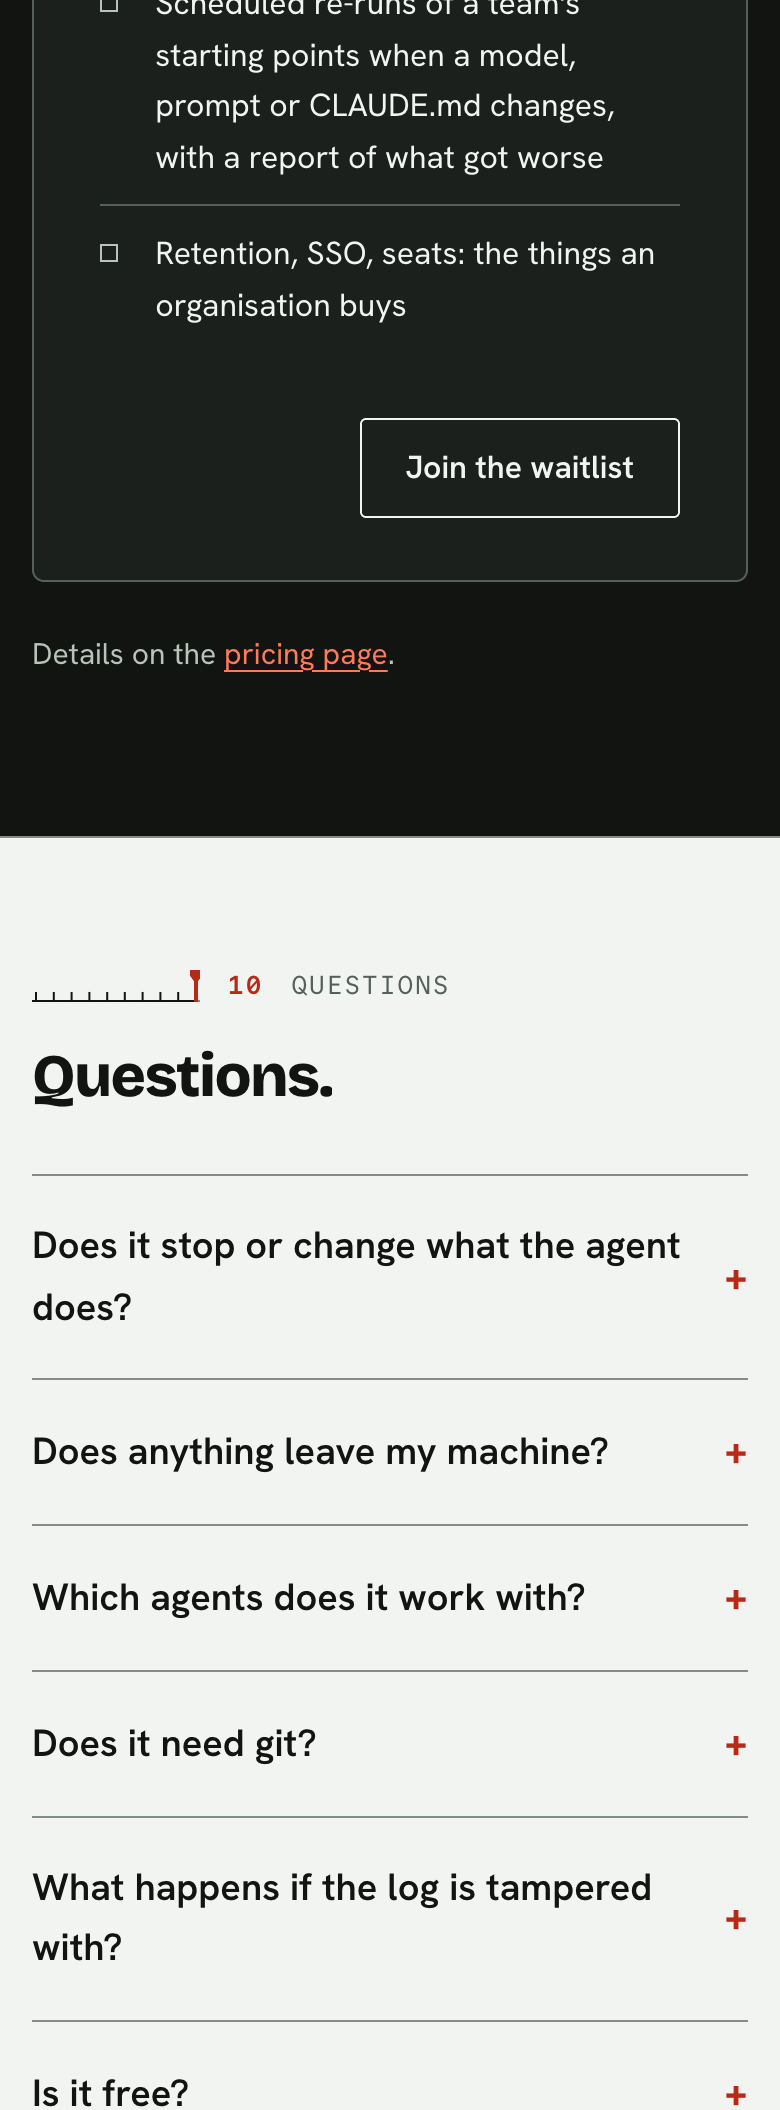 Scheduled re-runs of a team's
starting points when a model,
prompt or CLAUDE.md changes,
with a report of what got worse
Retention, SSO, seats: the things an
organisation buys
Join the waitlist
Details on the pricing page.
10 QUESTIONS
Questions.
Does it stop or change what the agent
does?
+
Does anything leave my machine?
+
Which agents does it work with?
+
Does it need git?
+
What happens if the log is tampered
with?
+
Is it free?
+